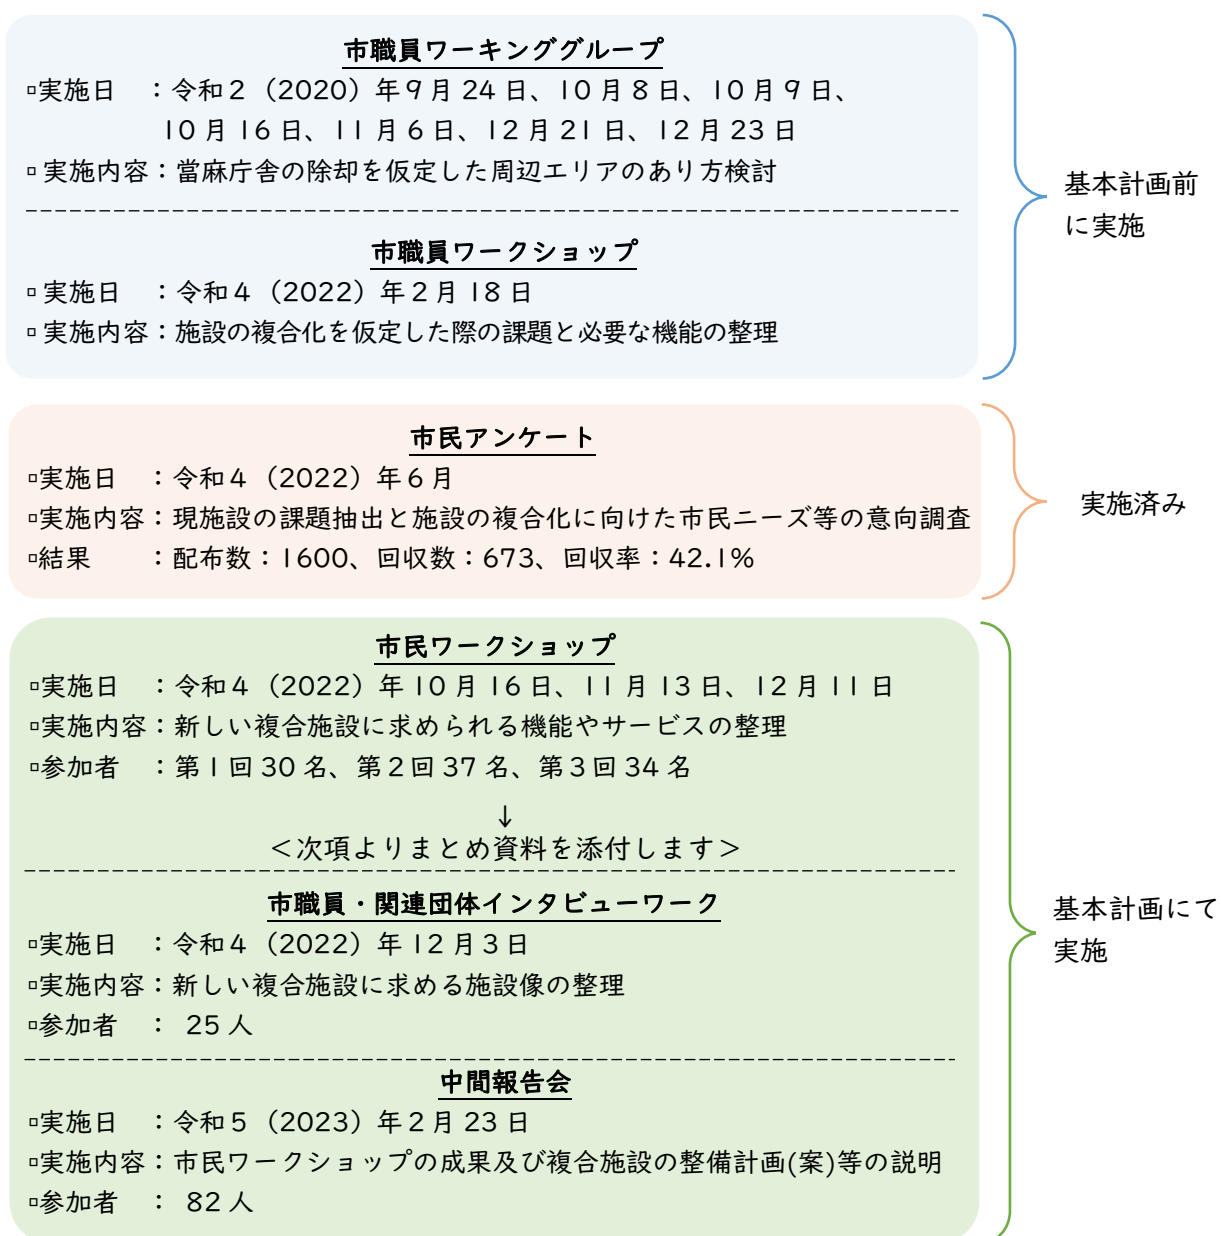 市職員ワーキンググループ
▫実施日　：令和２（2020）年９月 24 日、10 月８日、10 月９日、
10 月 16 日、11 月６日、12 月 21 日、12 月 23 日
▫実施内容：當麻庁舎の除却を仮定した周辺エリアのあり方検討
市職員ワークショップ
▫実施日　：令和４（2022）年２月 18 日
▫実施内容：施設の複合化を仮定した際の課題と必要な機能の整理
基本計画前
に実施
市民アンケート
▫実施日　：令和４（2022）年６月
▫実施内容：現施設の課題抽出と施設の複合化に向けた市民ニーズ等の意向調査
▫結果　　：配布数：1600、回収数：673、回収率：42.1%
実施済み
市民ワークショップ
▫実施日　：令和４（2022）年 10 月 16 日、11 月 13 日、12 月 11 日
▫実施内容：新しい複合施設に求められる機能やサービスの整理
▫参加者　：第１回 30 名、第２回 37 名、第３回 34 名
↓
＜次項よりまとめ資料を添付します＞
市職員・関連団体インタビューワーク
▫実施日　：令和４（2022）年 12 月３日
▫実施内容：新しい複合施設に求める施設像の整理
▫参加者　： 25 人
中間報告会
▫実施日　：令和５（2023）年２月 23 日
▫実施内容：市民ワークショップの成果及び複合施設の整備計画(案)等の説明
▫参加者　： 82 人
基本計画にて
実施